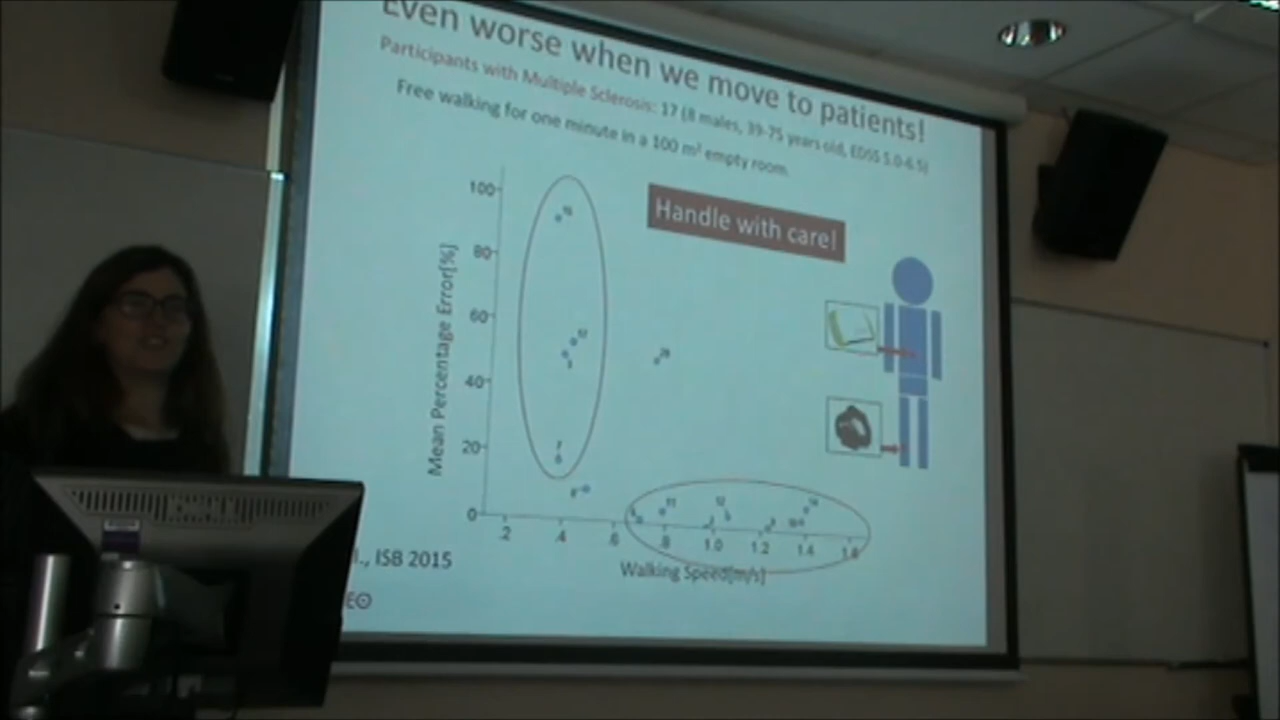 Even worse when we move to patients!
Participants with Multiple Sclerosis: 17 (8 males, 39-75 years old, EDSS 5.0-6.5)
Free walking for one minute in a 100 m² empty room
Handle with care!
Mean Percentage Error[%]
100
80
60
40
20
0
.2 .4 .6 .8 1.0 1.2 1.4 1.6
Walking Speed[m/s]
., ISB 2015